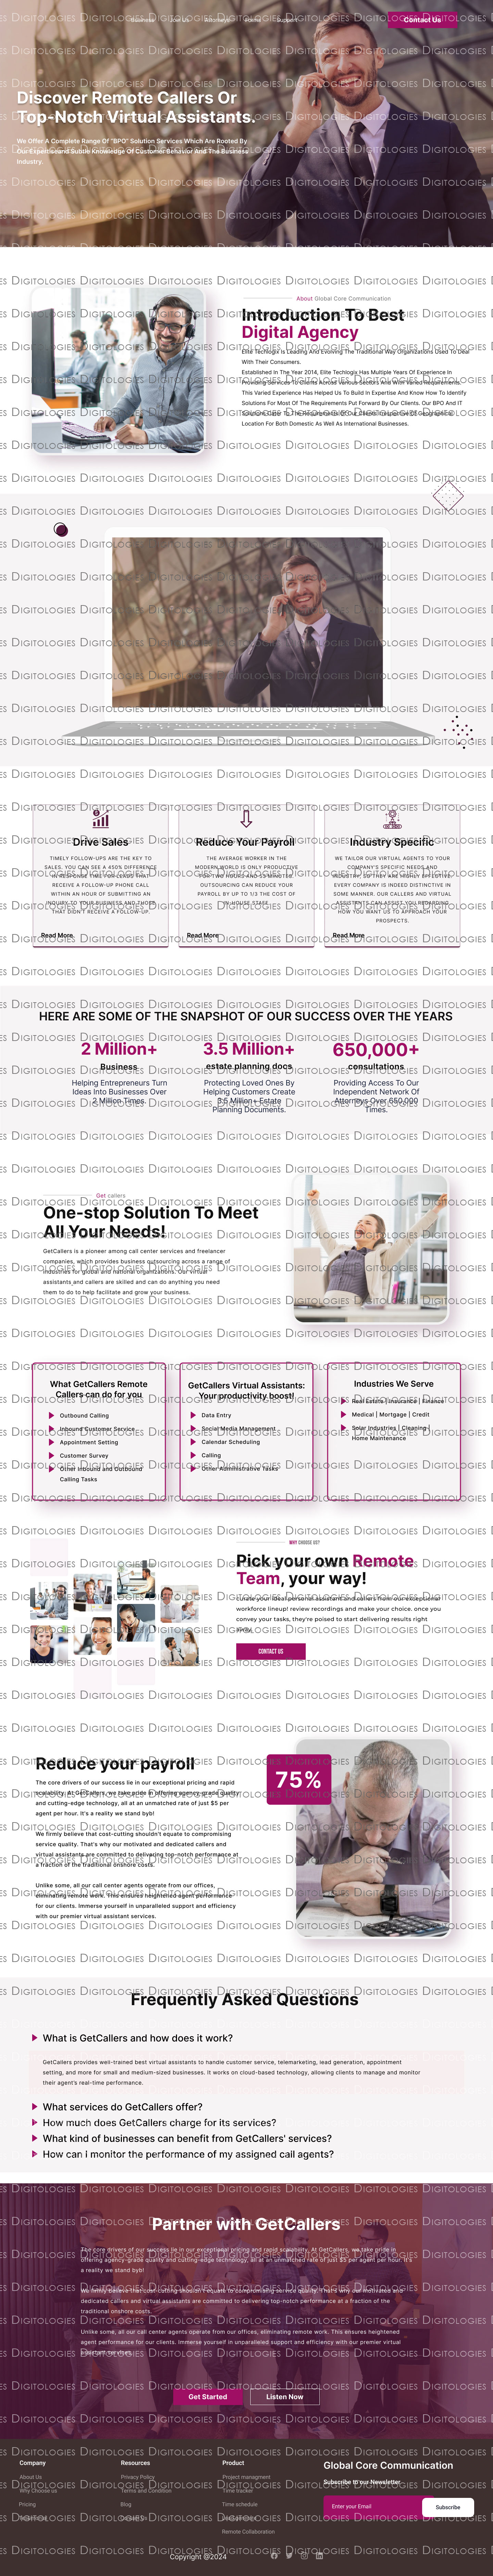 Business
Join Us
Attorneys
Team
Support
Contact Us
Discover Remote Callers Or
Top-Notch Virtual Assistants.
We Offer A Complete Range Of "BPO" Solution Services Which Are Rooted By
Our Expertise and Subtle Knowledge Of Customer Behavior And The Business
Industry.
About Global Core Communication
Introduction To Best
Digital Agency
Elite Techlogix Is Leading And Evolving The Traditional Way Organizations Used To Deal
With Their Consumers.
Established In The Year 2014, Elite Techlogix Has Multiple Years Of Experience In
Providing Services To Clients Across Various Sectors And With Varied Requirements.
This Varied Experience Has Helped Us To Build In Expertise And Know How To Identify
Solutions For Most Of The Requirements Put Forward By Our Clients. Our BPO And IT
Solutions Cater To The Requirements Of Our Clients Irrespective Of Geographical
Location For Both Domestic As Well As International Businesses.
Drive Sales
TIMELY FOLLOW-UPS ARE THE KEY TO
SALES. YOU CAN SEE A 450% DIFFERENCE
IN RESPONSE TIME FOR LEADS THAT
RECEIVE A FOLLOW-UP PHONE CALL
WITHIN AN HOUR OF SUBMITTING AN
INQUIRY TO YOUR BUSINESS AND THOSE
THAT DIDN'T RECEIVE A FOLLOW-UP.
Read More
Reduce Your Payroll
THE AVERAGE WORKER IN THE
MODERN WORLD IS ONLY PRODUCTIVE
FOR TWO HOURS AND 53 MINUTES.
OUTSOURCING CAN REDUCE YOUR
PAYROLL BY UP TO 1/3 THE COST OF
IN-HOUSE STAFF.
Read More
Industry Specific
WE TAILOR OUR VIRTUAL AGENTS TO YOUR
COMPANY'S SPECIFIC NEEDS AND
INDUSTRY. GETCALLERS HIGHLY BELIEVES
EVERY COMPANY IS INDEED DISTINCTIVE IN
SOME MANNER. OUR CALLERS AND VIRTUAL
ASSISTANTS CAN ASSIST YOU REGARDING
HOW YOU WANT US TO APPROACH YOUR
PROSPECTS.
Read More
HERE ARE SOME OF THE SNAPSHOT OF OUR SUCCESS OVER THE YEARS
2 Million+
Business
Helping Entrepreneurs Turn
Ideas Into Businesses Over
2 Million Times.
3.5 Million+
estate planning docs
Protecting Loved Ones By
Helping Customers Create
3.5 Million+ Estate
Planning Documents.
650,000+
consultations
Providing Access To Our
Independent Network Of
Attorneys Over 650,000
Times.
Get callers
One-stop Solution To Meet
All Your Needs!
GetCallers is a pioneer among call center services and freelancer
companies, which provides business outsourcing across a range of
industries for global and national organizations. Our virtual
assistants and callers are skilled and can do anything you need
them to do to help facilitate and grow your business.
What GetCallers Remote
Callers can do for you
Outbound Calling
Inbound Customer Service
Appointment Setting
Customer Survey
Other Inbound and Outbound
Calling Tasks
GetCallers Virtual Assistants:
Your productivity boost!
Data Entry
Social Media Management
Calendar Scheduling
Calling
Other Administrative Tasks
Industries We Serve
Real Estate | Insurance | Finance
Medical | Mortgage | Credit
Solar Industries | Cleaning |
Home Maintenance
WHY CHOOSE US?
Pick your own Remote
Team, your way!
Curate your ideal personal assistant and callers from our exceptional
workforce lineup! review recordings and make your choice. once you
convey your tasks, they're poised to start delivering results right
away.
CONTACT US
Reduce your payroll
The core drivers of our success lie in our exceptional pricing and rapid
scalability. At GetCallers, we take pride in offering agency-grade quality
and cutting-edge technology, all at an unmatched rate of just $5 per
agent per hour. It's a reality we stand by!
We firmly believe that cost-cutting shouldn't equate to compromising
service quality. That's why our motivated and dedicated callers and
virtual assistants are committed to delivering top-notch performance at
a fraction of the traditional onshore costs.
Unlike some, all our call center agents operate from our offices,
eliminating remote work. This ensures heightened agent performance
for our clients. Immerse yourself in unparalleled support and efficiency
with our premier virtual assistant services.
75%
Frequently Asked Questions
What is GetCallers and how does it work?
GetCallers provides well-trained best virtual assistants to handle customer service, telemarketing, lead generation, appointment
setting, and more for small and medium-sized businesses. It works on cloud-based technology, allowing clients to manage and monitor
their agent's real-time performance.
What services do GetCallers offer?
How much does GetCallers charge for its services?
What kind of businesses can benefit from GetCallers' services?
How can I monitor the performance of my assigned call agents?
Partner with GetCallers
The core drivers of our success lie in our exceptional pricing and rapid scalability. At GetCallers, we take pride in
offering agency-grade quality and cutting-edge technology, all at an unmatched rate of just $5 per agent per hour. It's
a reality we stand by!
We firmly believe that cost-cutting shouldn't equate to compromising service quality. That's why our motivated and
dedicated callers and virtual assistants are committed to delivering top-notch performance at a fraction of the
traditional onshore costs.
Unlike some, all our call center agents operate from our offices, eliminating remote work. This ensures heightened
agent performance for our clients. Immerse yourself in unparalleled support and efficiency with our premier virtual
assistant services.
Get Started
Listen Now
Company
About Us
Why Choose us
Pricing
Resources
Privacy Policy
Terms and Condition
Blog
Contact Us
Product
Project managment
Time tracker
Time schedule
Remote Collaboration
Global Core Communication
Subscribe to our Newsletter
Enter your Email
Subscribe
Copyright @2024
DIGITOLOGIES